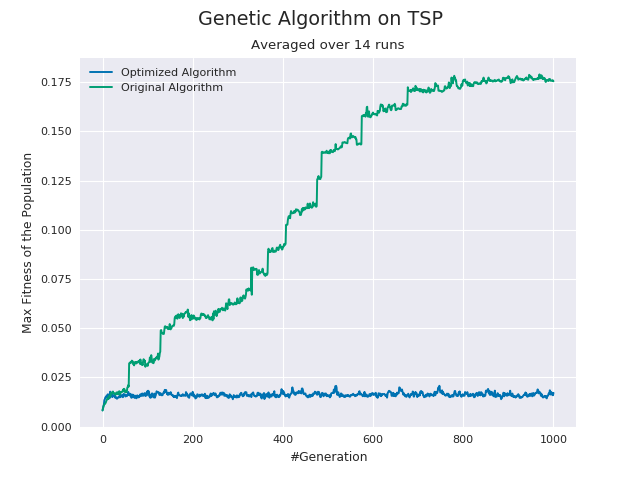 Genetic Algorithm on TSP
Averaged over 14 runs
Optimized Algorithm
Original Algorithm
Max Fitness of the Population
0.175
0.150
0.125
0.100
0.075
0.050
0.025
0.000
0
200
400
600
800
1000
#Generation